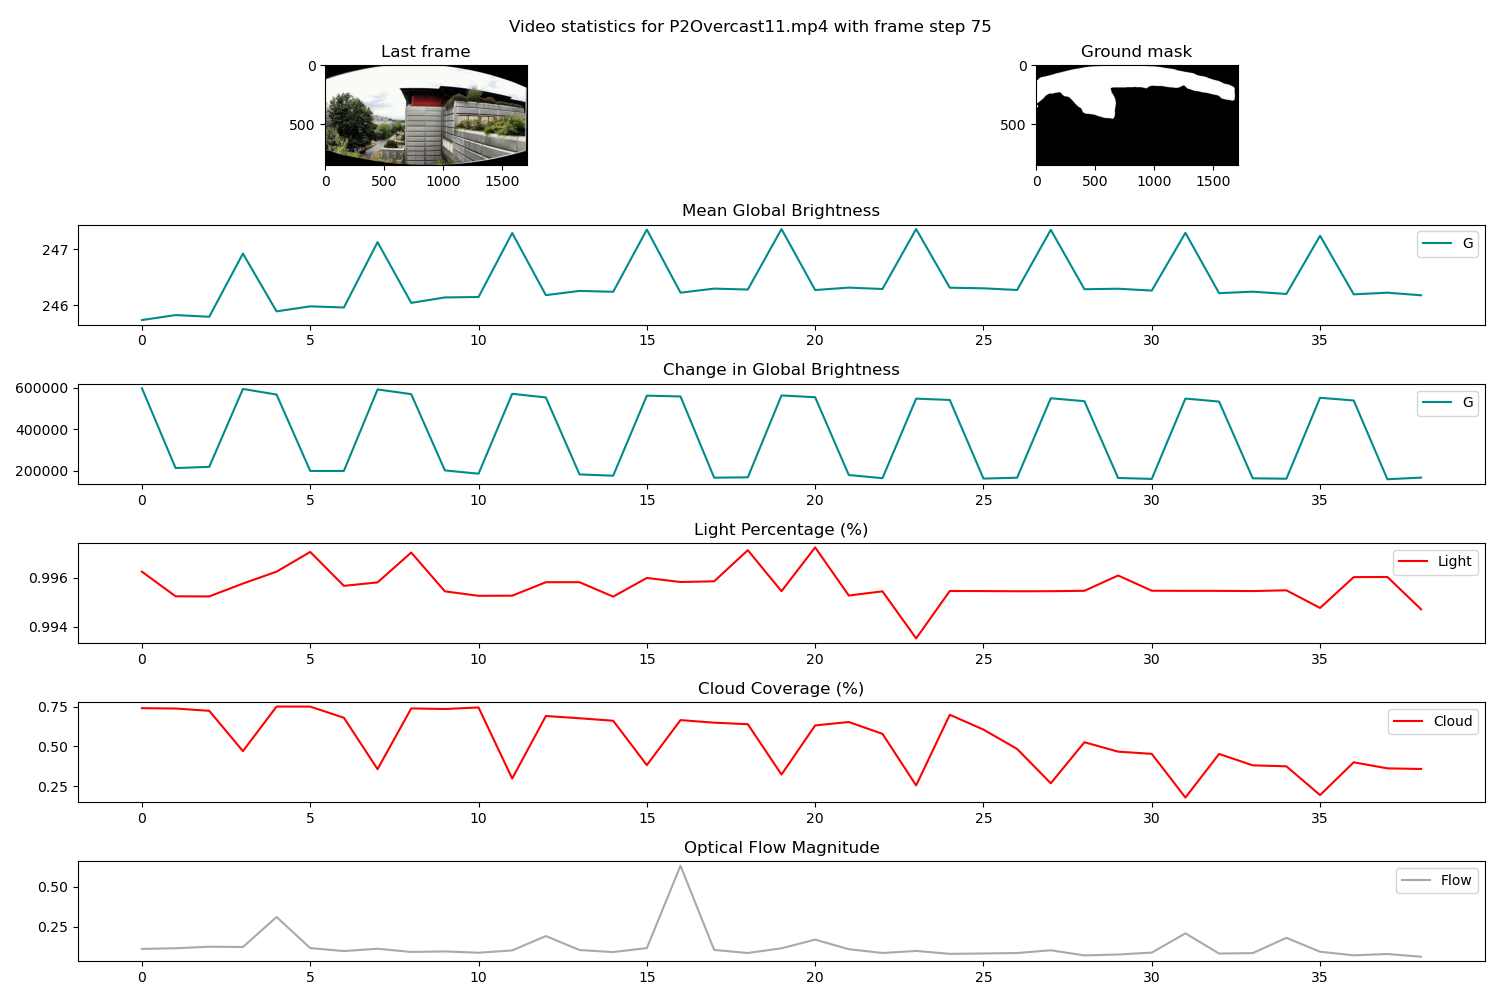 Video statistics for P2Overcast11.mp4 with frame step 75
Last frame
Ground mask
0
500
0
500
1000
1500
0
500
0
500
1000
1500
Mean Global Brightness
247
246
G
0 5 10 15 20 25 30 35
Change in Global Brightness
600000
400000
200000
G
0 5 10 15 20 25 30 35
Light Percentage (%)
0.996
0.994
Light
0 5 10 15 20 25 30 35
Cloud Coverage (%)
0.75
0.50
0.25
Cloud
0 5 10 15 20 25 30 35
Optical Flow Magnitude
0.50
0.25
Flow
0 5 10 15 20 25 30 35